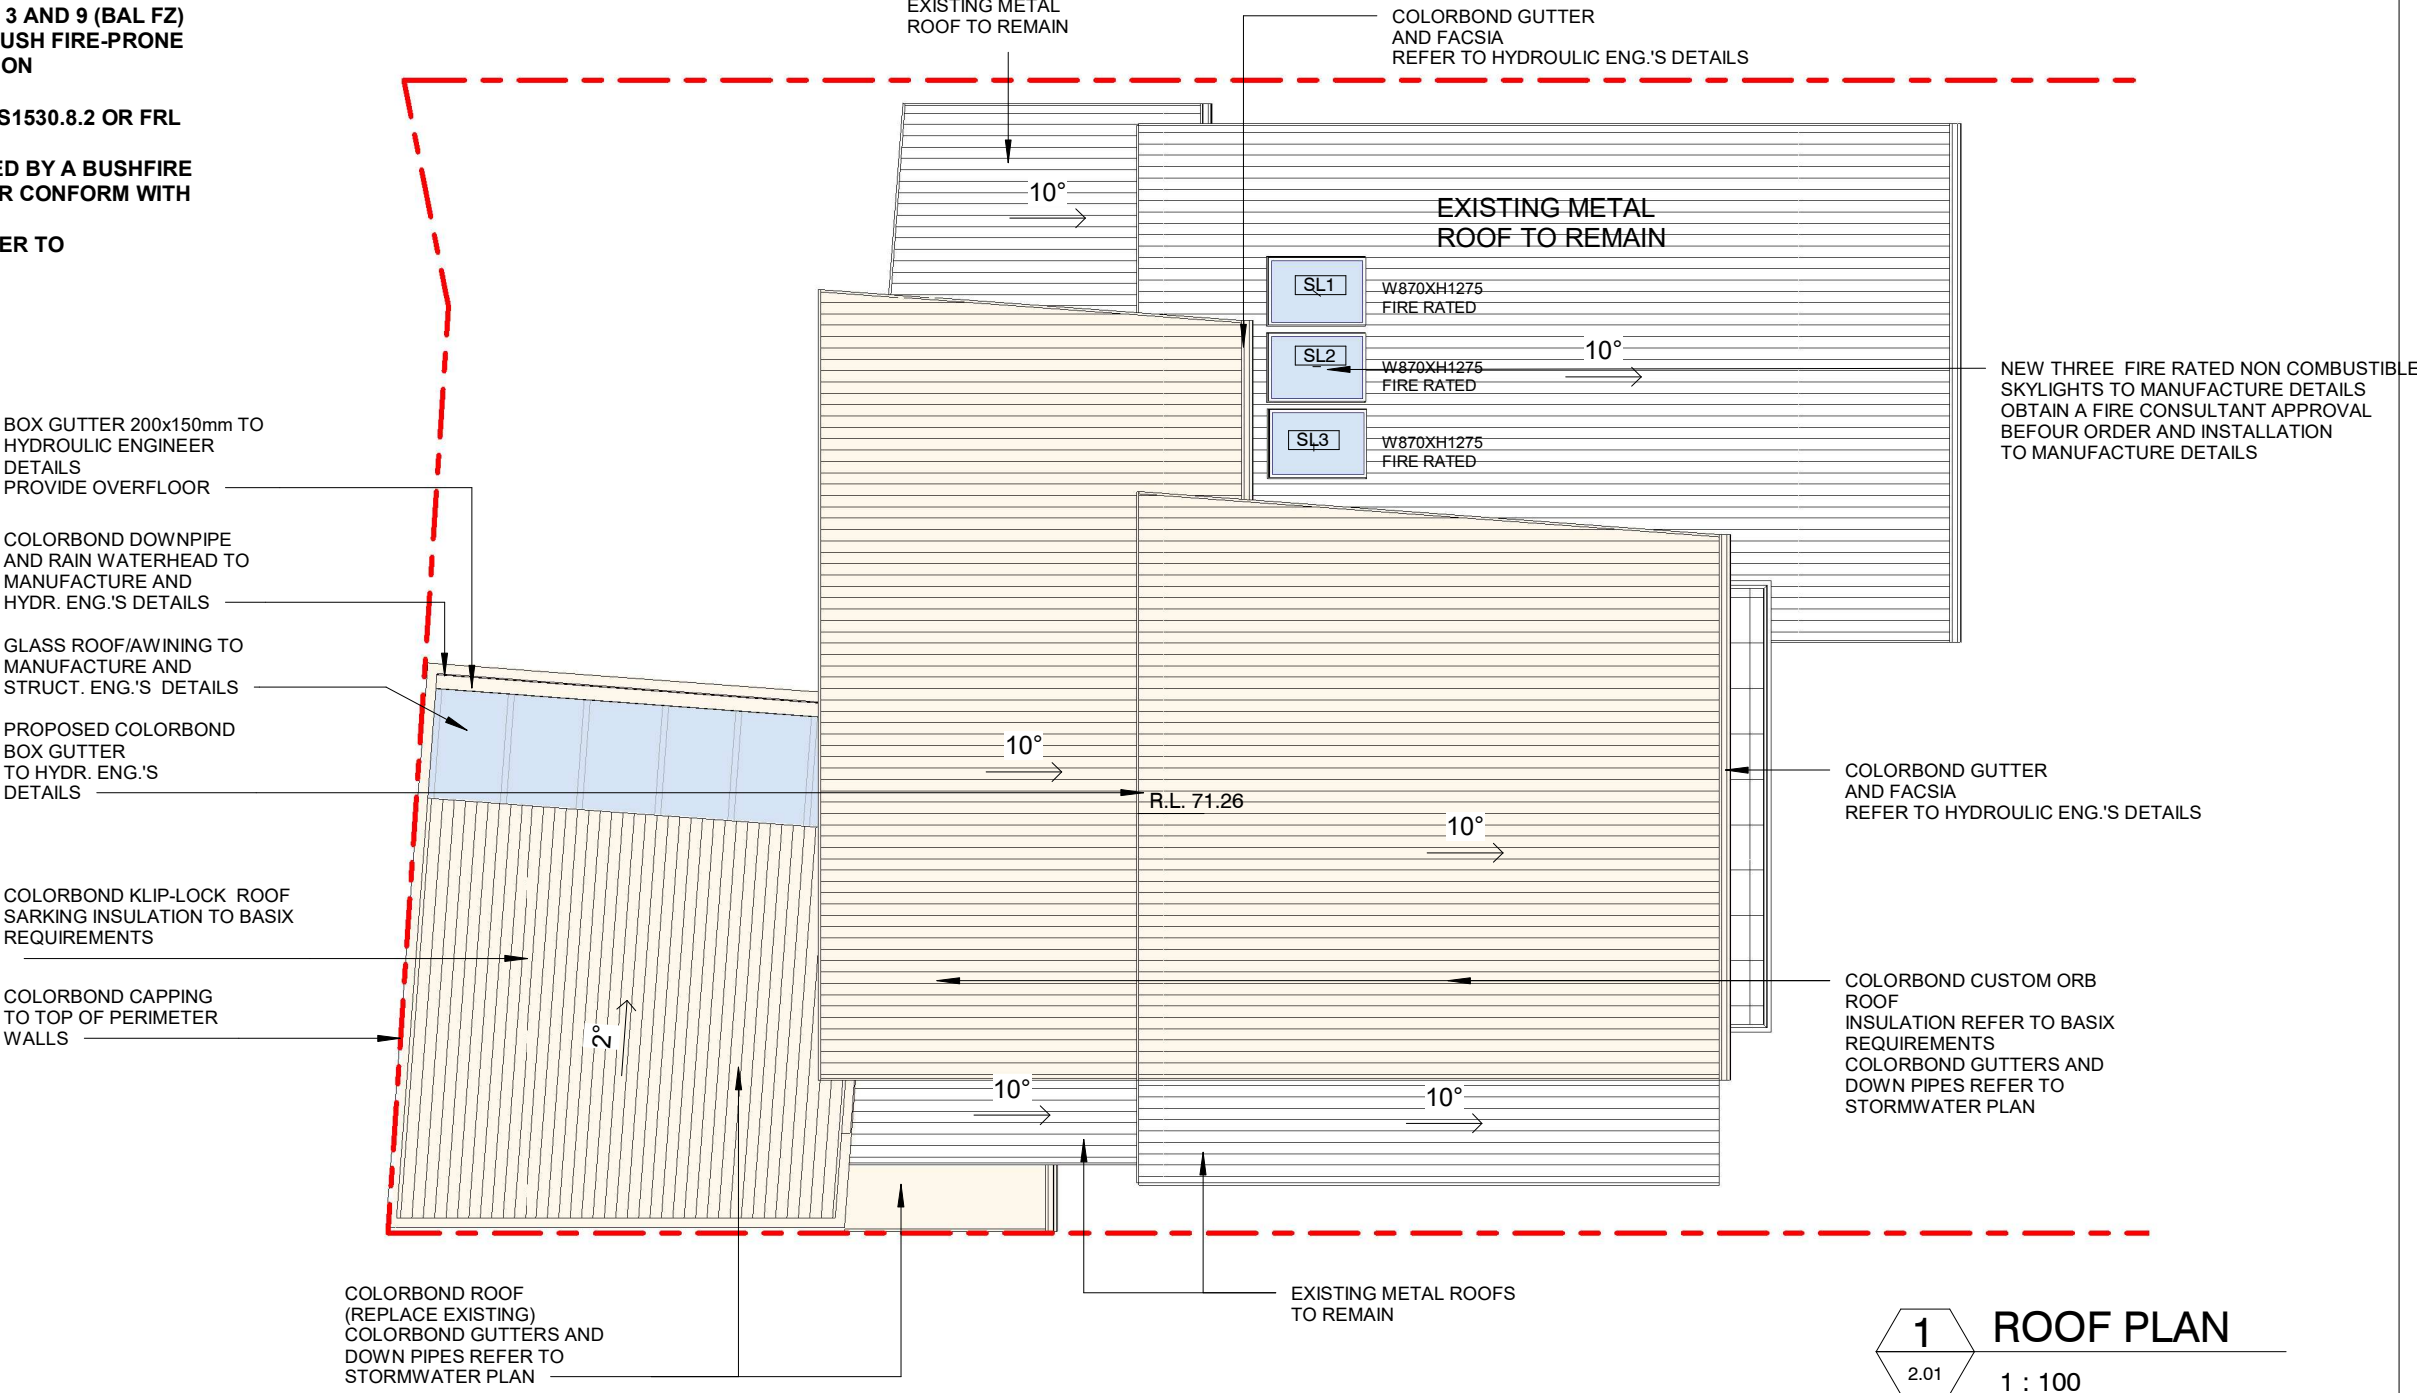 3 AND 9 (BAL FZ)
USH FIRE-PRONE
ON
S1530.8.2 OR FRL
ED BY A BUSHFIRE
R CONFORM WITH
ER TO
EXISTING METAL
ROOF TO REMAIN
COLORBOND GUTTER
AND FACSIA
REFER TO HYDROULIC ENG.'S DETAILS
10°
EXISTING METAL
ROOF TO REMAIN
SL1
W870XH1275
FIRE RATED
SL2
W870XH1275
FIRE RATED
SL3
W870XH1275
FIRE RATED
10°
NEW THREE  FIRE RATED NON COMBUSTIBLE
SKYLIGHTS TO MANUFACTURE DETAILS
OBTAIN A FIRE CONSULTANT APPROVAL
BEFOUR ORDER AND INSTALLATION
TO MANUFACTURE DETAILS
BOX GUTTER 200x150mm TO
HYDROULIC ENGINEER
DETAILS
PROVIDE OVERFLOOR
COLORBOND DOWNPIPE
AND RAIN WATERHEAD TO
MANUFACTURE AND
HYDR. ENG.'S DETAILS
GLASS ROOF/AWINING TO
MANUFACTURE AND
STRUCT. ENG.'S  DETAILS
PROPOSED COLORBOND
BOX GUTTER
TO HYDR. ENG.'S
DETAILS
10°
R.L. 71.26
10°
COLORBOND GUTTER
AND FACSIA
REFER TO HYDROULIC ENG.'S DETAILS
COLORBOND KLIP-LOCK  ROOF
SARKING INSULATION TO BASIX
REQUIREMENTS
COLORBOND CAPPING
TO TOP OF PERIMETER
WALLS
2°
COLORBOND CUSTOM ORB
ROOF
INSULATION REFER TO BASIX
REQUIREMENTS
COLORBOND GUTTERS AND
DOWN PIPES REFER TO
STORMWATER PLAN
10°
10°
COLORBOND ROOF
(REPLACE EXISTING)
COLORBOND GUTTERS AND
DOWN PIPES REFER TO
STORMWATER PLAN
EXISTING METAL ROOFS
TO REMAIN
1
2.01
ROOF PLAN
1 : 100